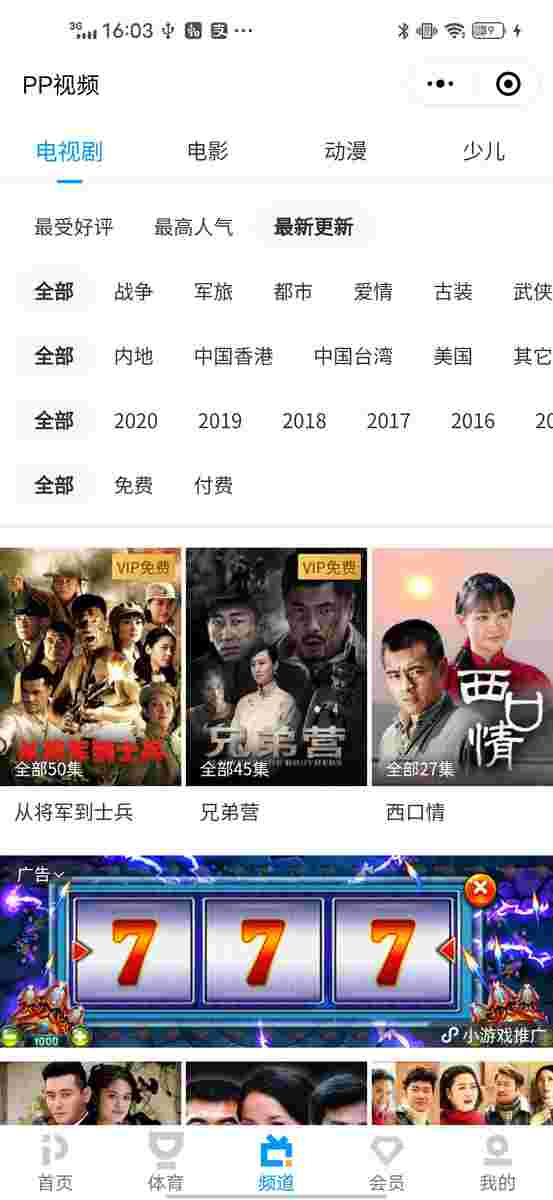 3G 16:03
PP视频
电视剧 电影 动漫 少儿
最受好评 最高人气 最新更新
全部 战争 军旅 都市 爱情 古装 武侠
全部 内地 中国香港 中国台湾 美国 其它
全部 2020 2019 2018 2017 2016 20
全部 免费 付费
VIP免费 VIP免费
从将军到士兵 兄弟营 西口情
全部50集 全部45集 全部27集
从将军到士兵 兄弟营 西口情
广告
7 7 7
1000 小游戏推广
首页 体育 频道 会员 我的